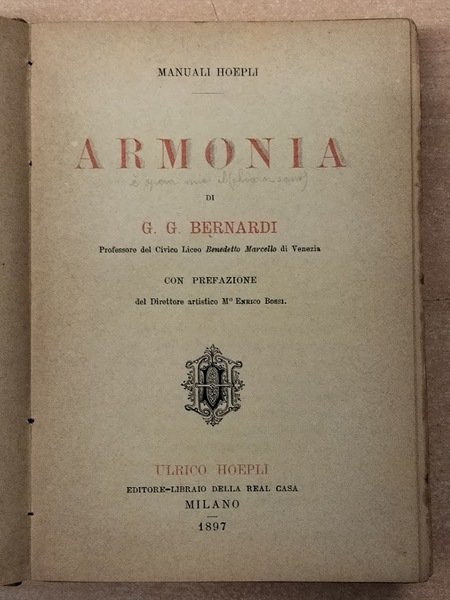 MANUALI HOEPLI
ARMONIA
DI
G. G. BERNARDI
Professore del Civico Liceo Benedetto Marcello di Venezia
CON PREFAZIONE
del Direttore artistico Mº ENRICO BOSSI.
ULRICO HOEPLI
EDITORE-LIBRAIO DELLA REAL CASA
MILANO
1897